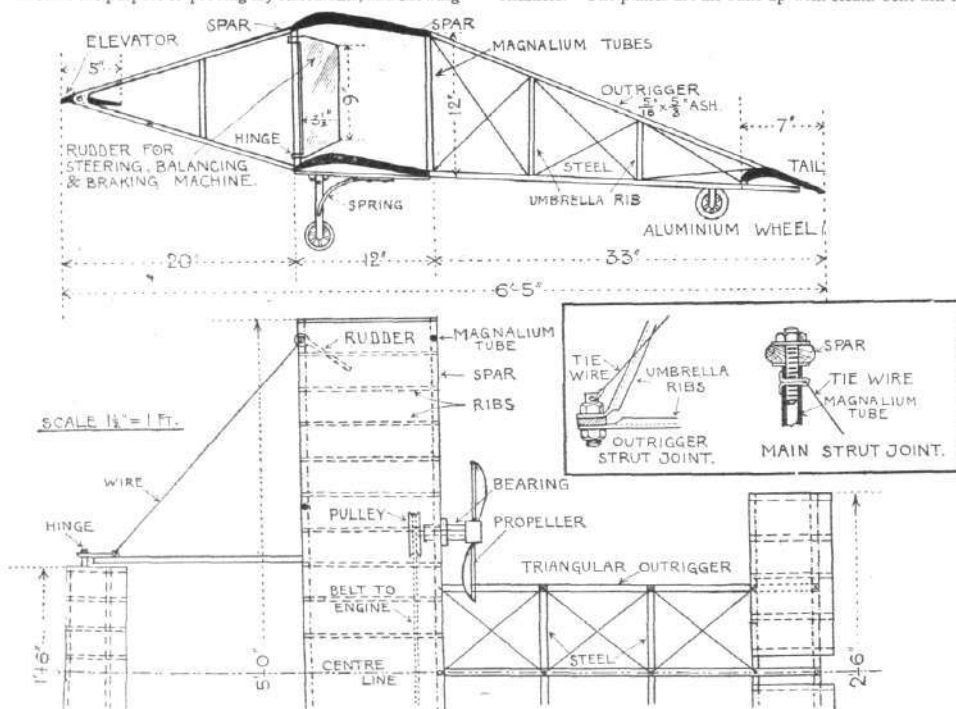 SPAR
SPAR
ELEVATOR
MAGNALIUM TUBES
5"
OUTRIGGER
5/16" × 5/8" ASH.
9"
12"
3½"
7"
HINGE
RUDDER FOR
STEERING, BALANCING
& BRAKING MACHINE.
STEEL
TAIL
SPRING
UMBRELLA RIB
ALUMINIUM WHEEL
20"
12"
33"
6'-5"
RUDDER
MAGNALIUM
TUBE
SPAR
RIBS
SCALE 1½" = 1 FT.
TIE
WIRE
UMBRELLA
RIBS
OUTRIGGER
STRUT JOINT.
SPAR
TIE WIRE
MAGNALIUM
TUBE
MAIN STRUT JOINT.
WIRE
HINGE
PULLEY
BEARING
PROPELLER
TRIANGULAR OUTRIGGER
BELT TO
ENGINE
STEEL
CENTRE
LINE
1'-6"
5'-0"
2'-6"